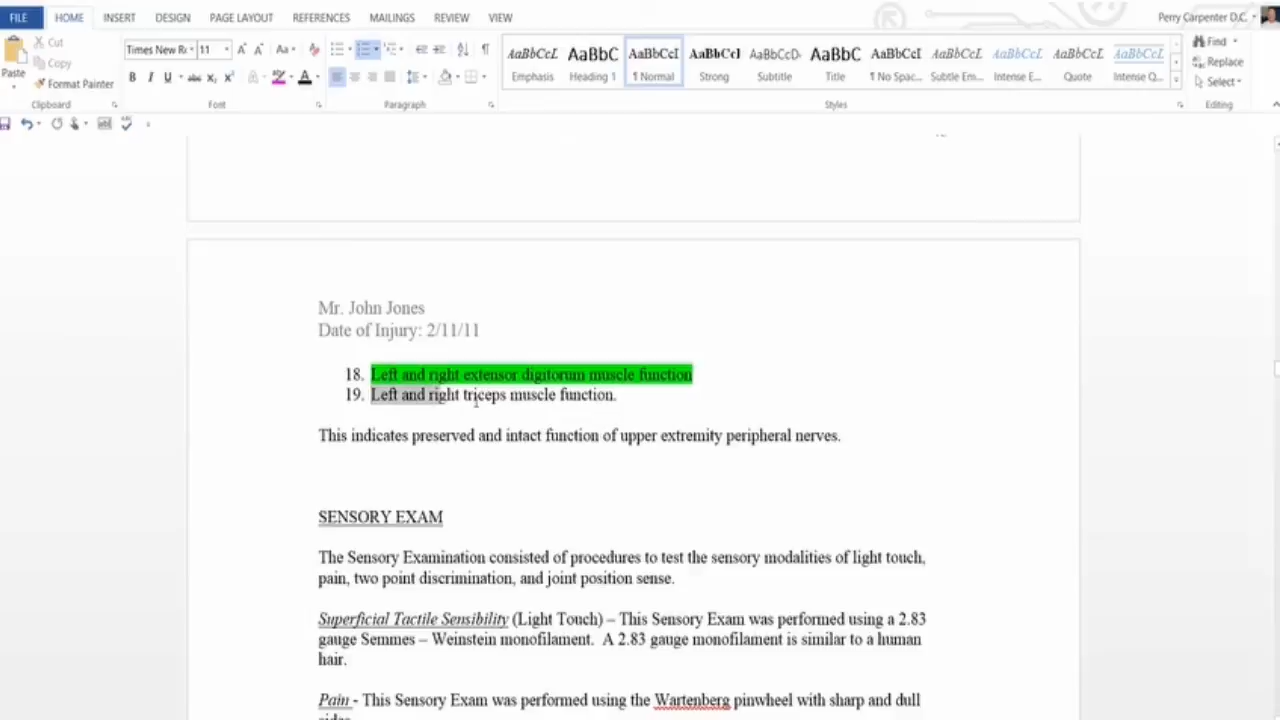 FILE HOME INSERT DESIGN PAGE LAYOUT REFERENCES MAILINGS REVIEW VIEW Perry Carpenter D.C.
Cut
Copy
Paste
Format Painter
Times New Ro 11 Aa
B I U abc x₂ x² A A
AaBbCcL AaBbC AaBbCcI AaBbCcI AaBbCcD AaBbC AaBbCcI AaBbCcL AaBbCcL AaBbCcL AaBbCcL
Emphasis Heading 1 ¶ Normal Strong Subtitle Title ¶ No Spac... Subtle Em... Intense E... Quote Intense Q...
Find
Replace
Select
Clipboard Font Paragraph Styles Editing
Mr. John Jones
Date of Injury: 2/11/11
18. Left and right extensor digitorum muscle function
19. Left and right triceps muscle function.
This indicates preserved and intact function of upper extremity peripheral nerves.
SENSORY EXAM
The Sensory Examination consisted of procedures to test the sensory modalities of light touch,
pain, two point discrimination, and joint position sense.
Superficial Tactile Sensibility (Light Touch) – This Sensory Exam was performed using a 2.83
gauge Semmes – Weinstein monofilament. A 2.83 gauge monofilament is similar to a human
hair.
Pain - This Sensory Exam was performed using the Wartenberg pinwheel with sharp and dull